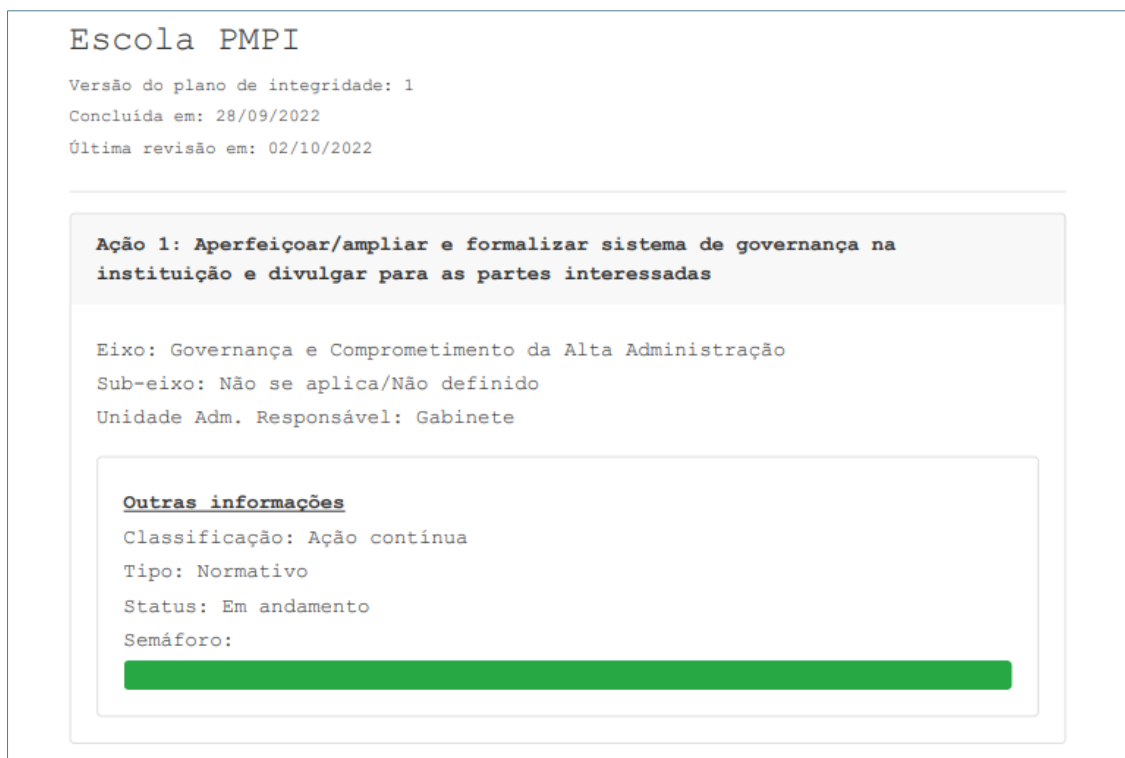 Escola PMPI
Versão do plano de integridade: 1
Concluída em: 28/09/2022
Última revisão em: 02/10/2022
Ação 1: Aperfeiçoar/ampliar e formalizar sistema de governança na
instituição e divulgar para as partes interessadas
Eixo: Governança e Comprometimento da Alta Administração
Sub-eixo: Não se aplica/Não definido
Unidade Adm. Responsável: Gabinete
Outras informações
Classificação: Ação contínua
Tipo: Normativo
Status: Em andamento
Semáforo: